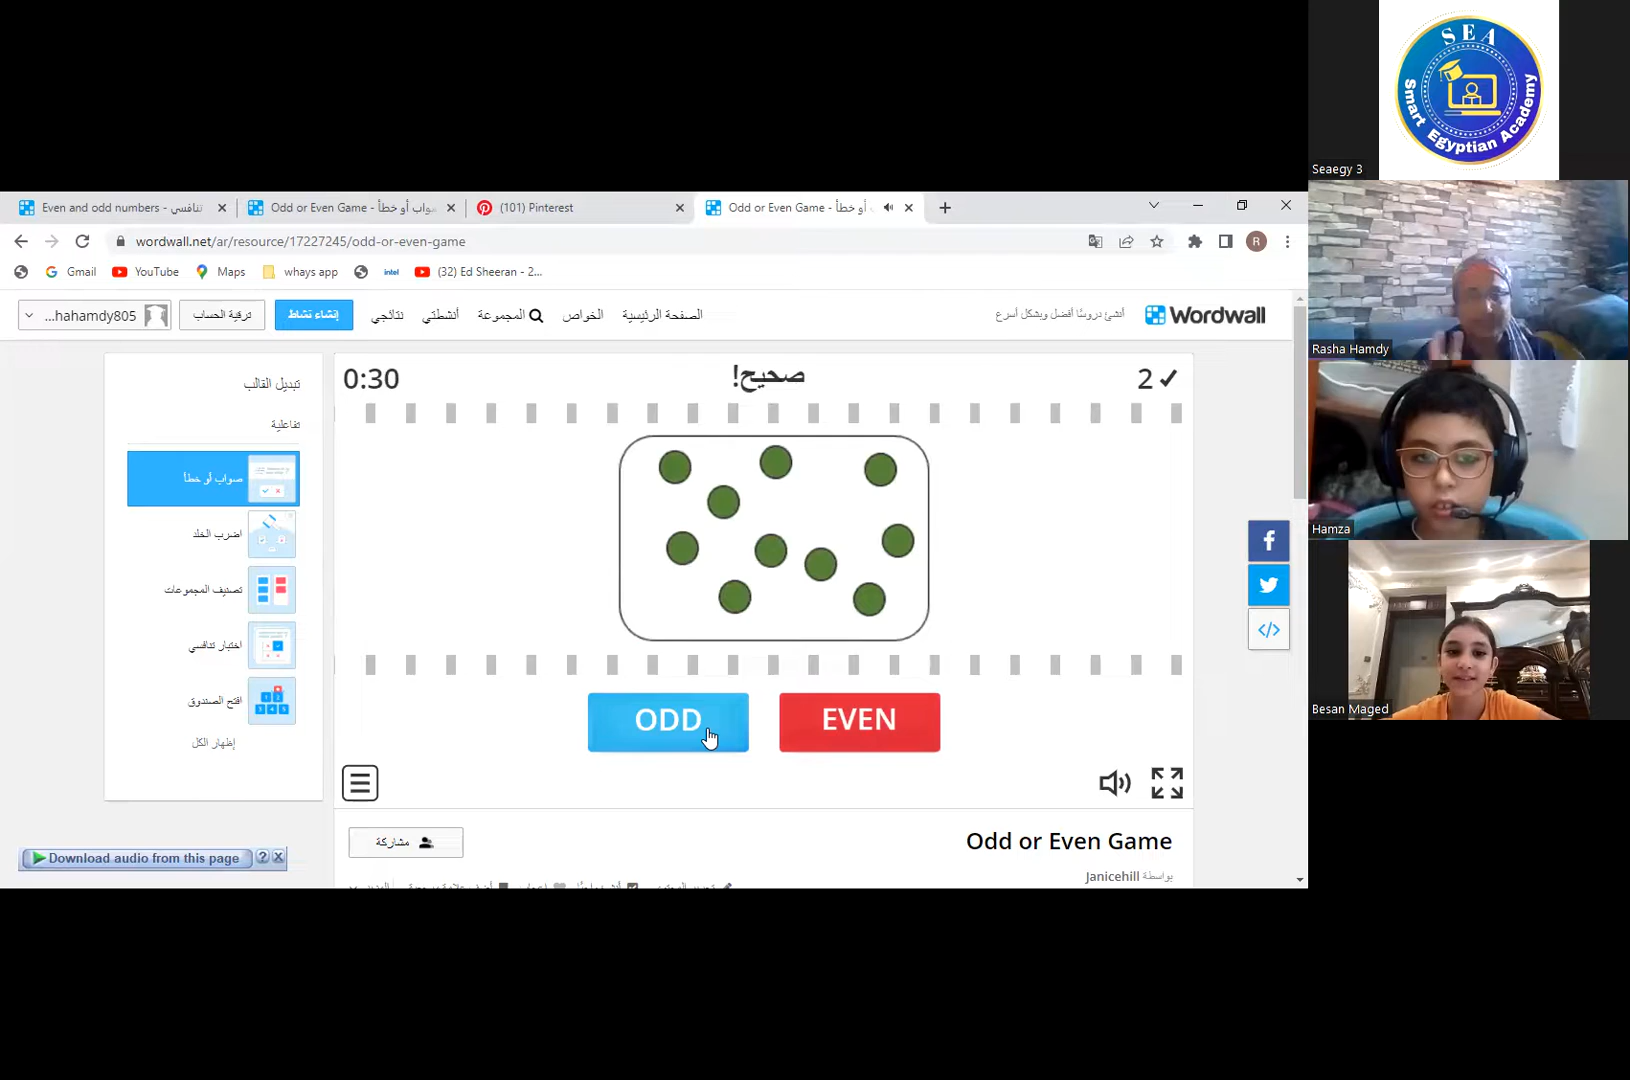 SEA
Smart Egyptian Academy
Seaegy 3
Rasha Hamdy
Hamza
Besan Maged
Even and odd numbers - تنافسي
Odd or Even Game - صواب أو خطأ
(101) Pinterest
Odd or Even Game - أو خطأ
wordwall.net/ar/resource/17227245/odd-or-even-game
R
Gmail
YouTube
Maps
whays app
intel
(32) Ed Sheeran - 2...
...hahamdy805
ترقية الحساب
إنشاء نشاط
نتائجي
أنشطتي
المجموعة
الخواص
الصفحة الرئيسية
أنشئ دروسًا أفضل وبشكل أسرع
Wordwall
تبديل القالب
تفاعلية
صواب أو خطأ
اضرب الخلد
تصنيف المجموعات
اختبار تنافسي
افتح الصندوق
إظهار الكل
0:30
صحيح!
2
ODD
EVEN
Download audio from this page
?
مشاركة
Odd or Even Game
بواسطة Janicehill